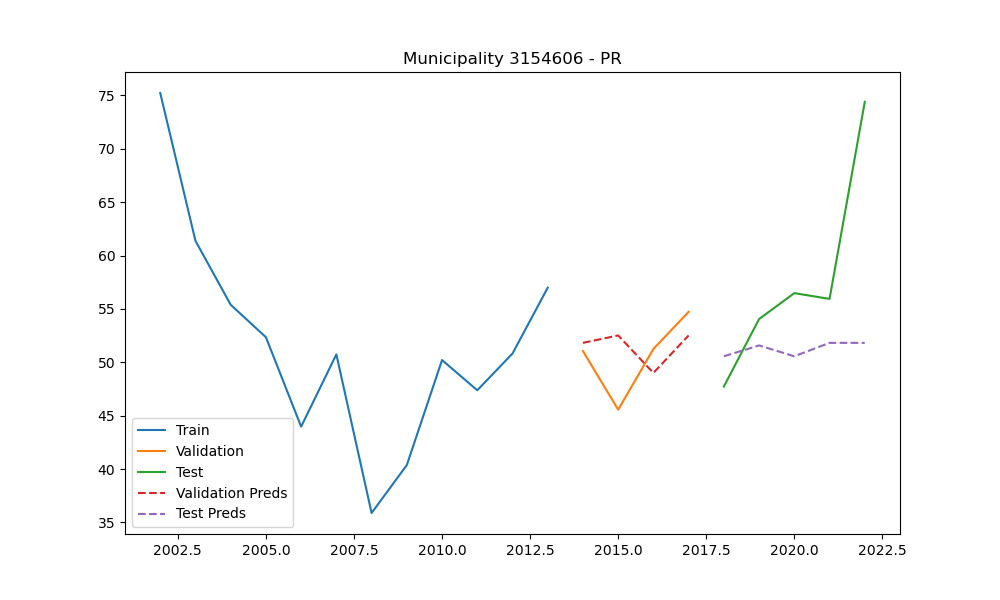 Municipality 3154606 - PR
75
70
65
60
55
50
45
40
35
Train
Validation
Test
Validation Preds
Test Preds
2002.5 2005.0 2007.5 2010.0 2012.5 2015.0 2017.5 2020.0 2022.5